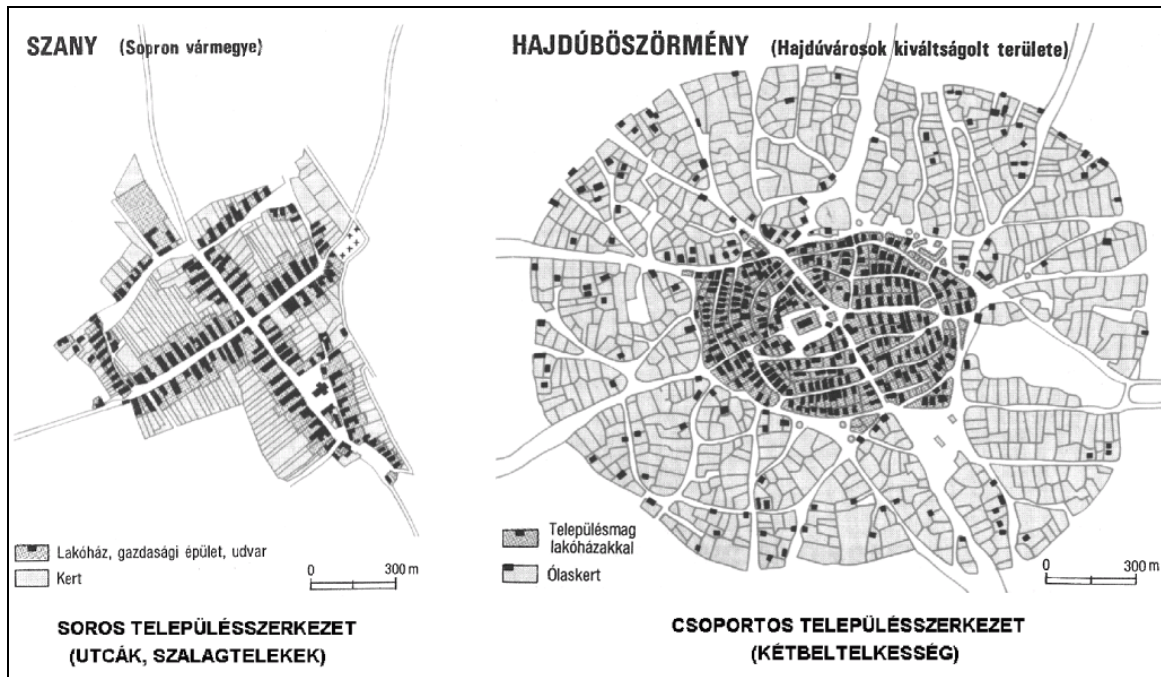 SZANY (Sopron vármegye)
Lakóház, gazdasági épület, udvar
Kert
0 300 m
SOROS TELEPÜLÉSSZERKEZET
(UTCÁK, SZALAGTELEKEK)
HAJDÚBÖSZÖRMÉNY (Hajdúvárosok kiváltságolt területe)
Településmag
lakóházakkal
Ólaskert
0 300 m
CSOPORTOS TELEPÜLÉSSZERKEZET
(KÉTBELTELKESSÉG)